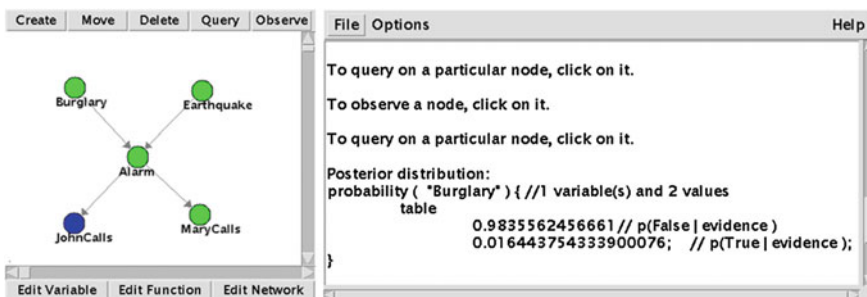 Create Move Delete Query Observe
Burglary
Earthquake
Alarm
JohnCalls
MaryCalls
Edit Variable Edit Function Edit Network
File Options Help
To query on a particular node, click on it.
To observe a node, click on it.
To query on a particular node, click on it.
Posterior distribution:
probability ( "Burglary" ) { //1 variable(s) and 2 values
table
0.9835562456661 // p(False | evidence )
0.016443754333900076; // p(True | evidence );
}